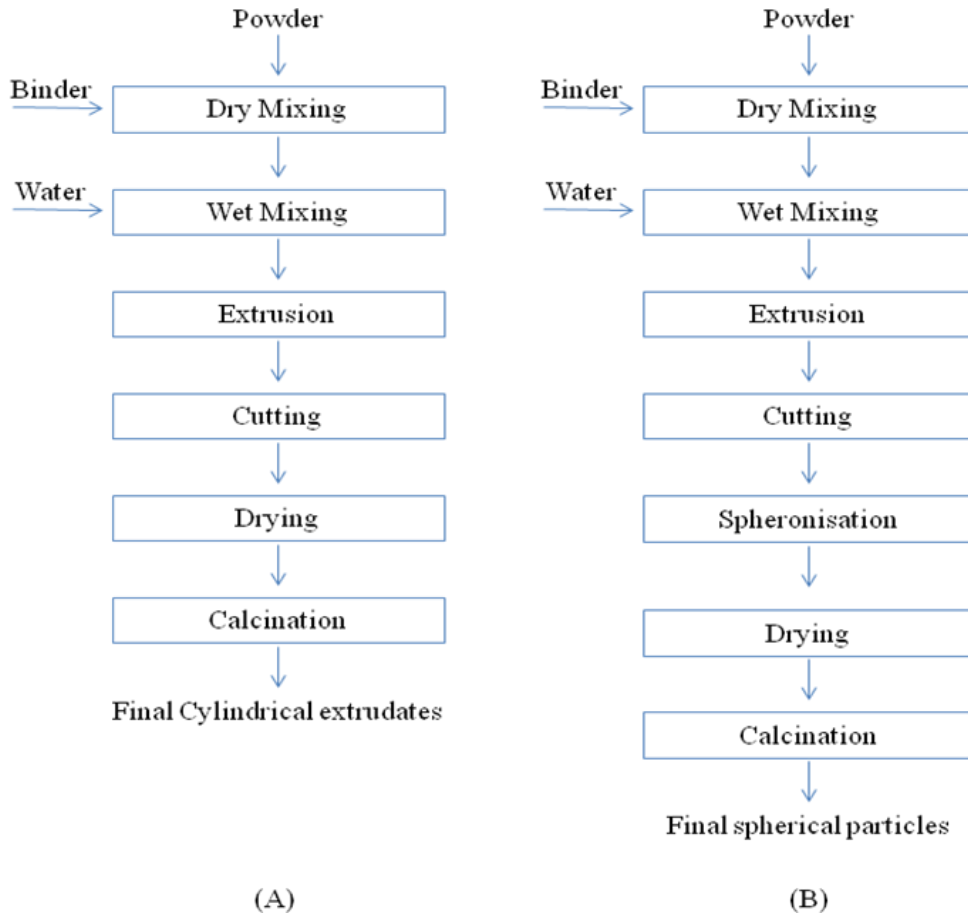 Powder
Binder
Dry Mixing
Water
Wet Mixing
Extrusion
Cutting
Drying
Calcination
Final Cylindrical extrudates
(A)
Powder
Binder
Dry Mixing
Water
Wet Mixing
Extrusion
Cutting
Spheronisation
Drying
Calcination
Final spherical particles
(B)